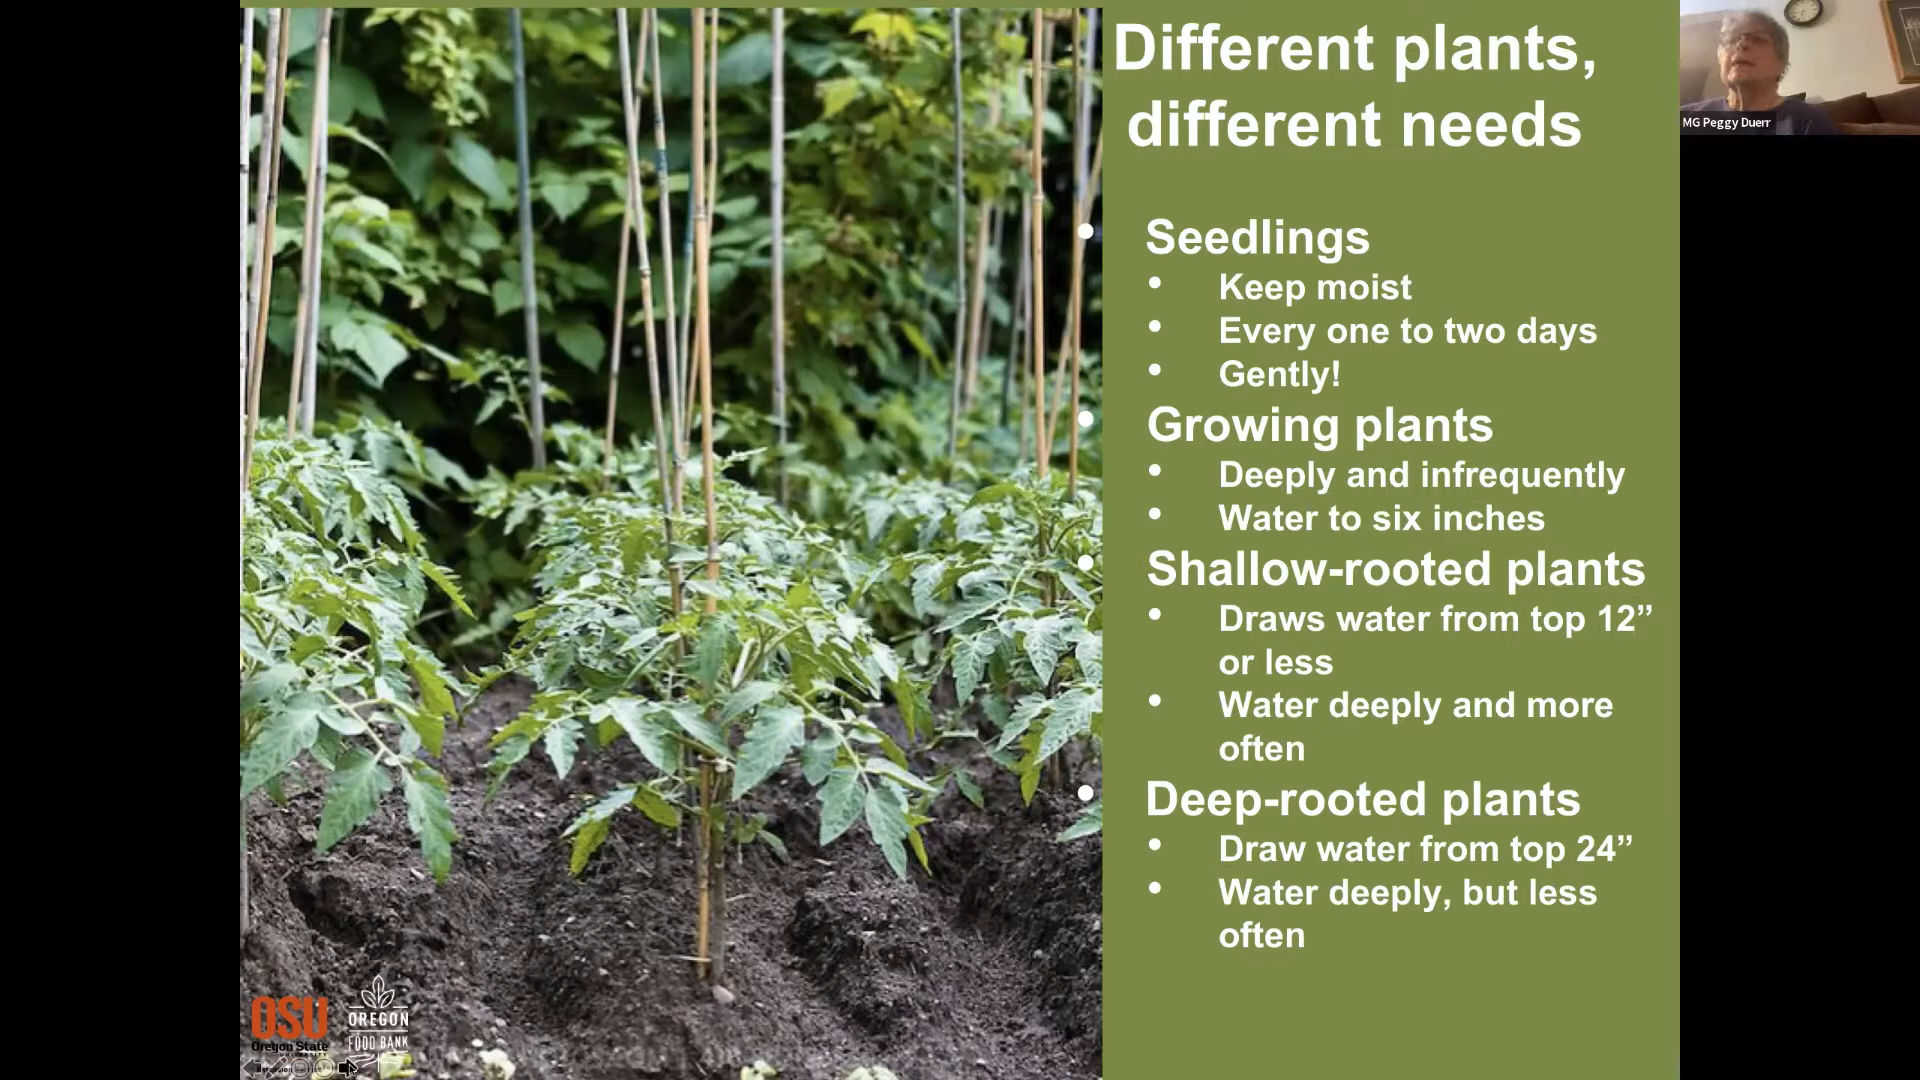 Different plants,
different needs
MG Peggy Duerr
• Seedlings
• Keep moist
• Every one to two days
• Gently!
• Growing plants
• Deeply and infrequently
• Water to six inches
• Shallow-rooted plants
• Draws water from top 12”
or less
• Water deeply and more
often
• Deep-rooted plants
• Draw water from top 24”
• Water deeply, but less
often
OSU
Oregon State
UNIVERSITY
OREGON
FOOD BANK